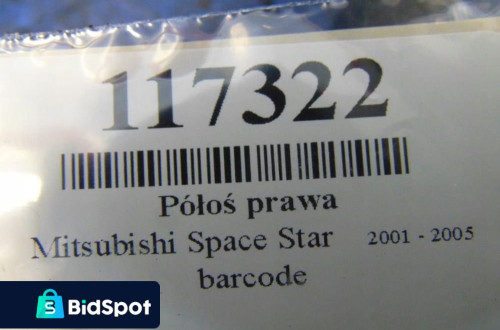 117322
Półoś prawa
Mitsubishi Space Star 2001 - 2005
barcode
BidSpot